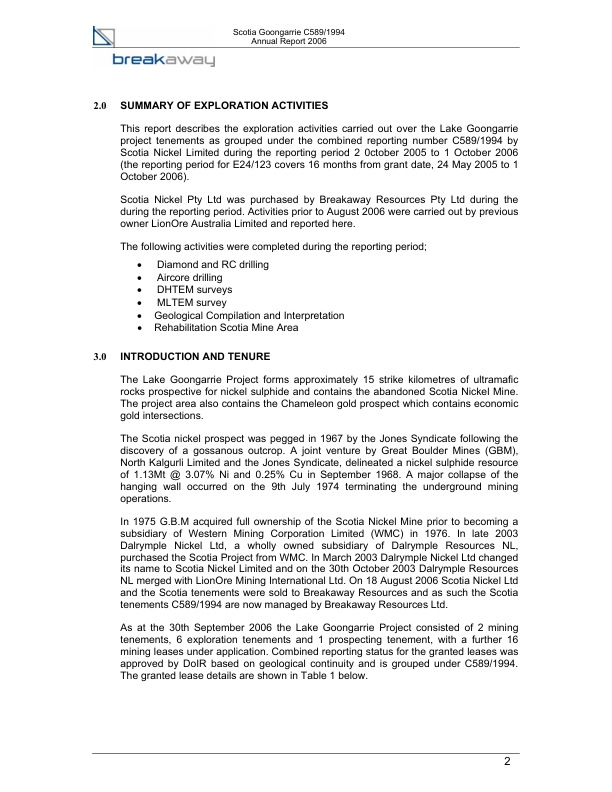 Scotia Goongarrie C589/1994
Annual Report 2006
breakaway
2.0 SUMMARY OF EXPLORATION ACTIVITIES
This report describes the exploration activities carried out over the Lake Goongarrie
project tenements as grouped under the combined reporting number C589/1994 by
Scotia Nickel Limited during the reporting period 2 0ctober 2005 to 1 October 2006
(the reporting period for E24/123 covers 16 months from grant date, 24 May 2005 to 1
October 2006).
Scotia Nickel Pty Ltd was purchased by Breakaway Resources Pty Ltd during the
during the reporting period. Activities prior to August 2006 were carried out by previous
owner LionOre Australia Limited and reported here.
The following activities were completed during the reporting period;
• Diamond and RC drilling
• Aircore drilling
• DHTEM surveys
• MLTEM survey
• Geological Compilation and Interpretation
• Rehabilitation Scotia Mine Area
3.0 INTRODUCTION AND TENURE
The Lake Goongarrie Project forms approximately 15 strike kilometres of ultramafic
rocks prospective for nickel sulphide and contains the abandoned Scotia Nickel Mine.
The project area also contains the Chameleon gold prospect which contains economic
gold intersections.
The Scotia nickel prospect was pegged in 1967 by the Jones Syndicate following the
discovery of a gossanous outcrop. A joint venture by Great Boulder Mines (GBM),
North Kalgurli Limited and the Jones Syndicate, delineated a nickel sulphide resource
of 1.13Mt @ 3.07% Ni and 0.25% Cu in September 1968. A major collapse of the
hanging wall occurred on the 9th July 1974 terminating the underground mining
operations.
In 1975 G.B.M acquired full ownership of the Scotia Nickel Mine prior to becoming a
subsidiary of Western Mining Corporation Limited (WMC) in 1976. In late 2003
Dalrymple Nickel Ltd, a wholly owned subsidiary of Dalrymple Resources NL,
purchased the Scotia Project from WMC. In March 2003 Dalrymple Nickel Ltd changed
its name to Scotia Nickel Limited and on the 30th October 2003 Dalrymple Resources
NL merged with LionOre Mining International Ltd. On 18 August 2006 Scotia Nickel Ltd
and the Scotia tenements were sold to Breakaway Resources and as such the Scotia
tenements C589/1994 are now managed by Breakaway Resources Ltd.
As at the 30th September 2006 the Lake Goongarrie Project consisted of 2 mining
tenements, 6 exploration tenements and 1 prospecting tenement, with a further 16
mining leases under application. Combined reporting status for the granted leases was
approved by DoIR based on geological continuity and is grouped under C589/1994.
The granted lease details are shown in Table 1 below.
2